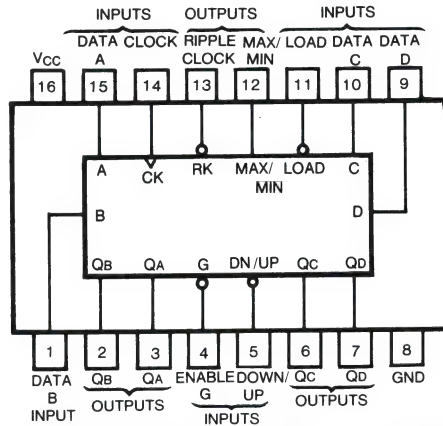 INPUTS OUTPUTS INPUTS
DATA CLOCK RIPPLE MAX/ LOAD DATA DATA
VCC A CLOCK MIN C D
16 15 14 13 12 11 10 9
A CK RK MAX/ LOAD C
MIN
B D
QB QA G DN/UP QC QD
1 2 3 4 5 6 7 8
DATA QB QA ENABLE DOWN/ QC QD GND
B OUTPUTS G UP OUTPUTS
INPUT INPUTS